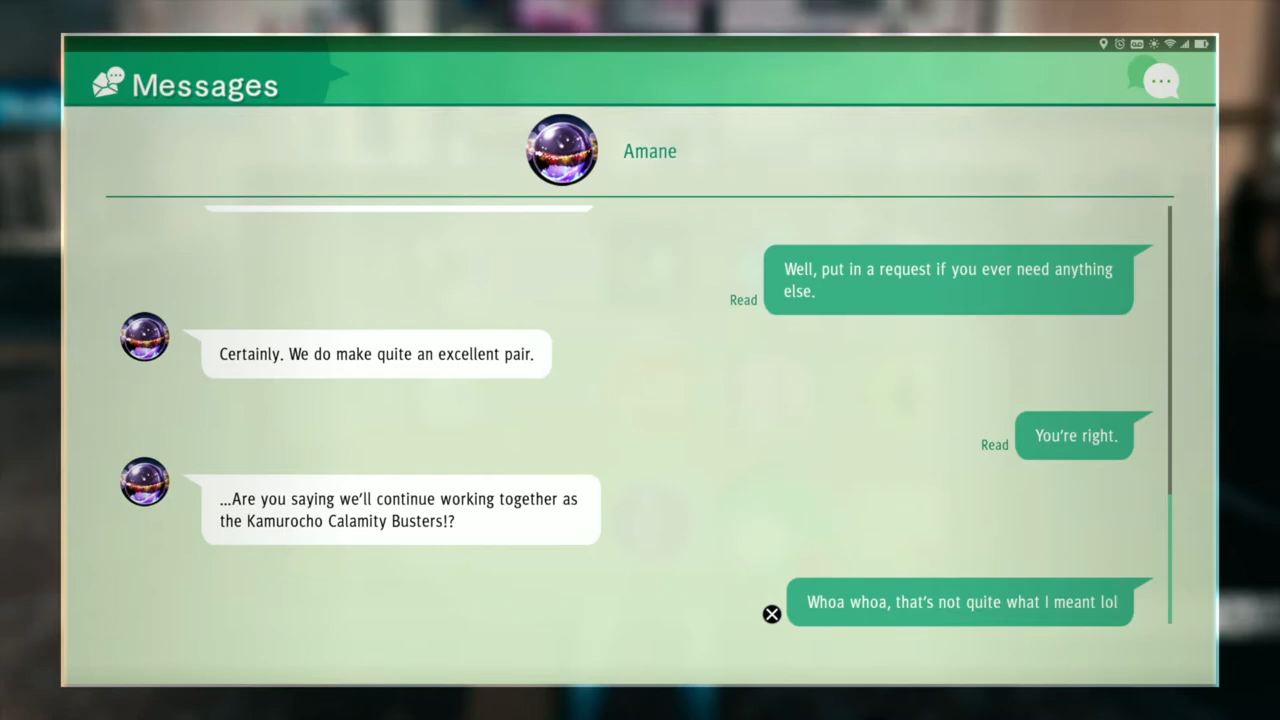 Messages
Amane
Well, put in a request if you ever need anything
else.
Read
Certainly. We do make quite an excellent pair.
You're right.
Read
...Are you saying we'll continue working together as
the Kamurocho Calamity Busters!?
Whoa whoa, that's not quite what I meant lol